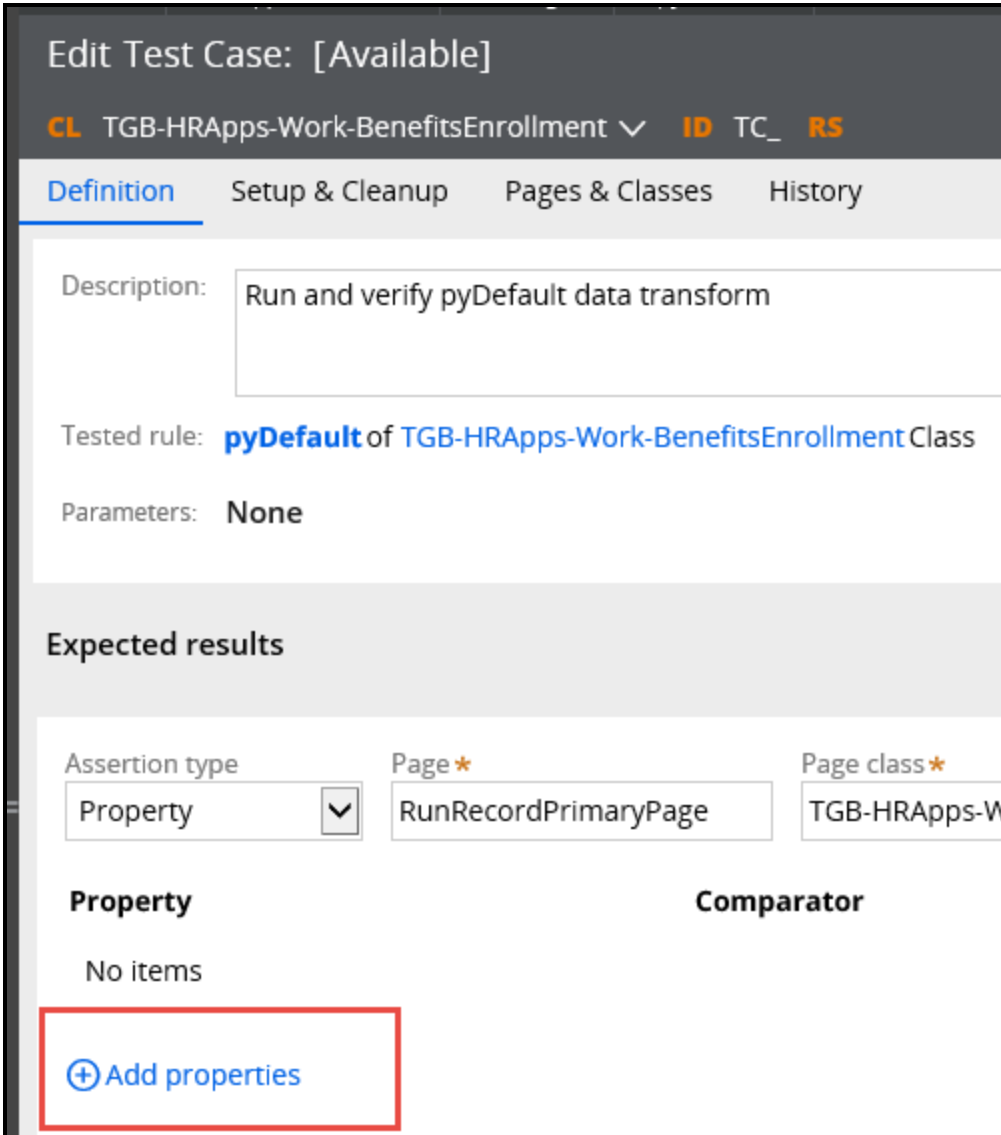 Edit Test Case: [Available]
CL TGB-HRApps-Work-BenefitsEnrollment ID TC_ RS
Definition Setup & Cleanup Pages & Classes History
Description: Run and verify pyDefault data transform
Tested rule: pyDefault of TGB-HRApps-Work-BenefitsEnrollment Class
Parameters: None
Expected results
Assertion type Page* Page class*
Property RunRecordPrimaryPage TGB-HRApps-W
Property Comparator
No items
Add properties